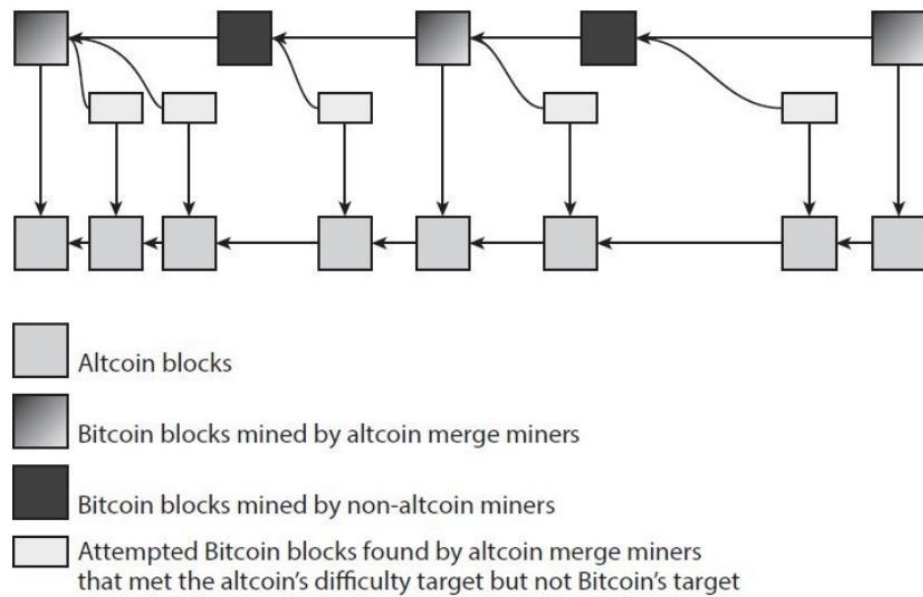 Altcoin blocks
Bitcoin blocks mined by altcoin merge miners
Bitcoin blocks mined by non-altcoin miners
Attempted Bitcoin blocks found by altcoin merge miners
that met the altcoin’s difficulty target but not Bitcoin’s target